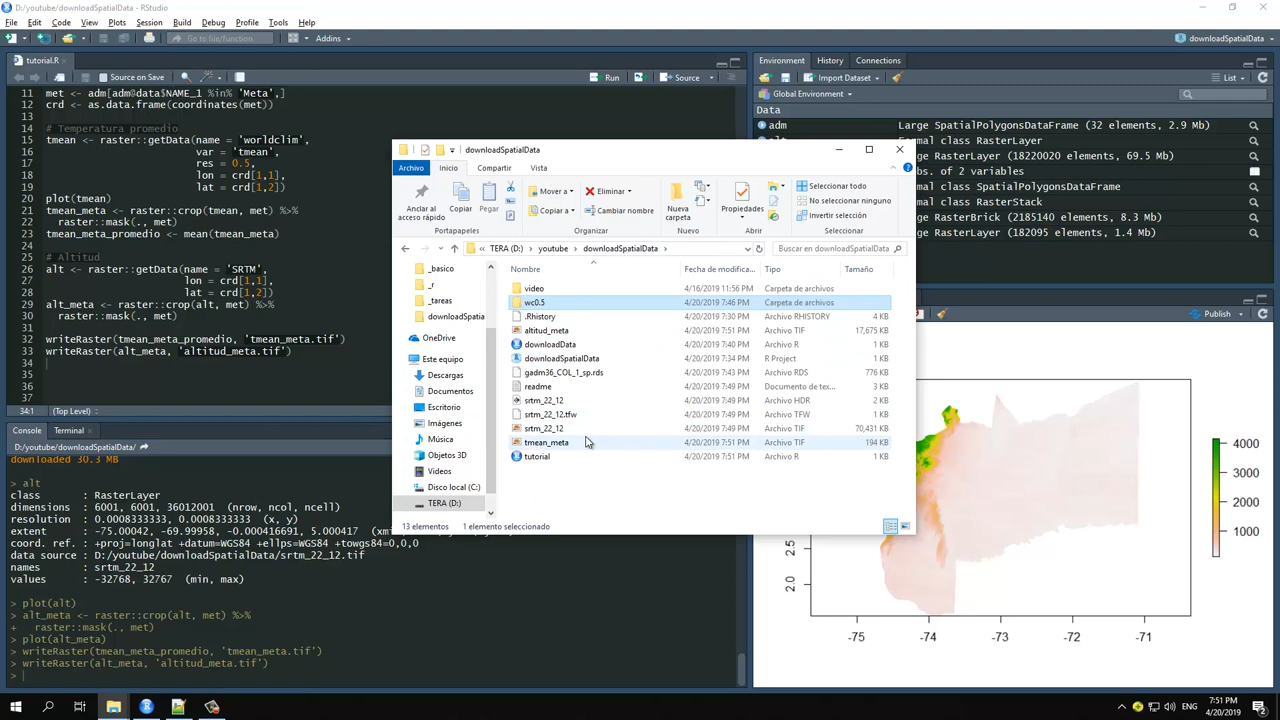 D:/youtube/downloadSpatialData - RStudio
File Edit Code View Plots Session Build Debug Profile Tools Help
Go to file/function Addins downloadSpatialData
tutorial.R
Source on Save Run Source
11 met <- adm[adm@data$NAME_1 %in% 'Meta',]
12 crd <- as.data.frame(coordinates(met))
13
14 # Temperatura promedio
15 tmean <- raster::getData(name = 'worldclim',
16 var = 'tmean',
17 res = 0.5,
18 lon = crd[1,1],
19 lat = crd[1,2])
20 plot(tmean)
21 tmean_meta <- raster::crop(tmean, met) %>%
22 raster::mask(., met)
23 tmean_meta_promedio <- mean(tmean_meta)
24
25 # Altitud
26 alt <- raster::getData(name = 'SRTM',
27 lon = crd[1,1],
28 lat = crd[1,2])
29 alt_meta <- raster::crop(alt, met) %>%
30 raster::mask(., met)
31
32 writeRaster(tmean_meta_promedio, 'tmean_meta.tif')
33 writeRaster(alt_meta, 'altitud_meta.tif')
34
35
36
37
34:1 (Top Level)
Console Terminal
D:/youtube/downloadSpatialData/
downloaded 30.3 MB
> alt
class : RasterLayer
dimensions : 6001, 6001, 36012001 (nrow, ncol, ncell)
resolution : 0.0008333333, 0.0008333333 (x, y)
extent : -75.00042, -69.99958, -0.000416691, 5.000417
coord. ref. : +proj=longlat +datum=WGS84 +ellps=WGS84 +towgs84=0,0,0
data source : D:/youtube/downloadSpatialData/srtm_22_12.tif
names : srtm_22_12
values : -32768, 32767 (min, max)
> plot(alt)
> alt_meta <- raster::crop(alt, met) %>%
+ raster::mask(., met)
> plot(alt_meta)
> writeRaster(tmean_meta_promedio, 'tmean_meta.tif')
> writeRaster(alt_meta, 'altitud_meta.tif')
>
downloadSpatialData
Archivo Inicio Compartir Vista
Anclar al acceso rápido
Copiar
Pegar
Mover a
Copiar a
Eliminar
Cambiar nombre
Nueva carpeta
Propiedades
Seleccionar todo
No seleccionar ninguno
Invertir selección
Portapapeles Organizar Nuevo Abrir Seleccionar
TERA (D:) youtube downloadSpatialData Buscar en downloadSpatialData
_basico
_r
_tareas
downloadSpatia
OneDrive
Este equipo
Descargas
Documentos
Escritorio
Imágenes
Música
Objetos 3D
Videos
Disco local (C:)
TERA (D:)
Nombre Fecha de modifica... Tipo Tamaño
video 4/16/2019 11:56 PM Carpeta de archivos
wc0.5 4/20/2019 7:46 PM Carpeta de archivos
.Rhistory 4/20/2019 7:30 PM Archivo RHISTORY 4 KB
altitud_meta 4/20/2019 7:51 PM Archivo TIF 17,675 KB
downloadData 4/20/2019 7:40 PM Archivo R 1 KB
downloadSpatialData 4/20/2019 7:34 PM R Project 1 KB
gadm36_COL_1_sp.rds 4/20/2019 7:43 PM Archivo RDS 776 KB
readme 4/20/2019 7:49 PM Documento de tex... 3 KB
srtm_22_12 4/20/2019 7:49 PM Archivo HDR 2 KB
srtm_22_12.tfw 4/20/2019 7:49 PM Archivo TFW 1 KB
srtm_22_12 4/20/2019 7:49 PM Archivo TIF 70,431 KB
tmean_meta 4/20/2019 7:51 PM Archivo TIF 194 KB
tutorial 4/20/2019 7:51 PM Archivo R 1 KB
13 elementos 1 elemento seleccionado
Environment History Connections
Import Dataset List
Global Environment
Data
adm Large SpatialPolygonsDataFrame (32 elements, 2.9 Mb)
rge RasterLayer
RasterLayer (18220020 elements, 69.5 Mb)
obs. of 2 variables
rmal class SpatialPolygonsDataFrame
rmal class RasterStack
RasterBrick (2185140 elements, 8.3 Mb)
RasterLayer (182095 elements, 1.4 Mb)
Publish
2.5
2.0
-75 -74 -73 -72 -71
4000
3000
2000
1000
ENG
7:51 PM
4/20/2019
2